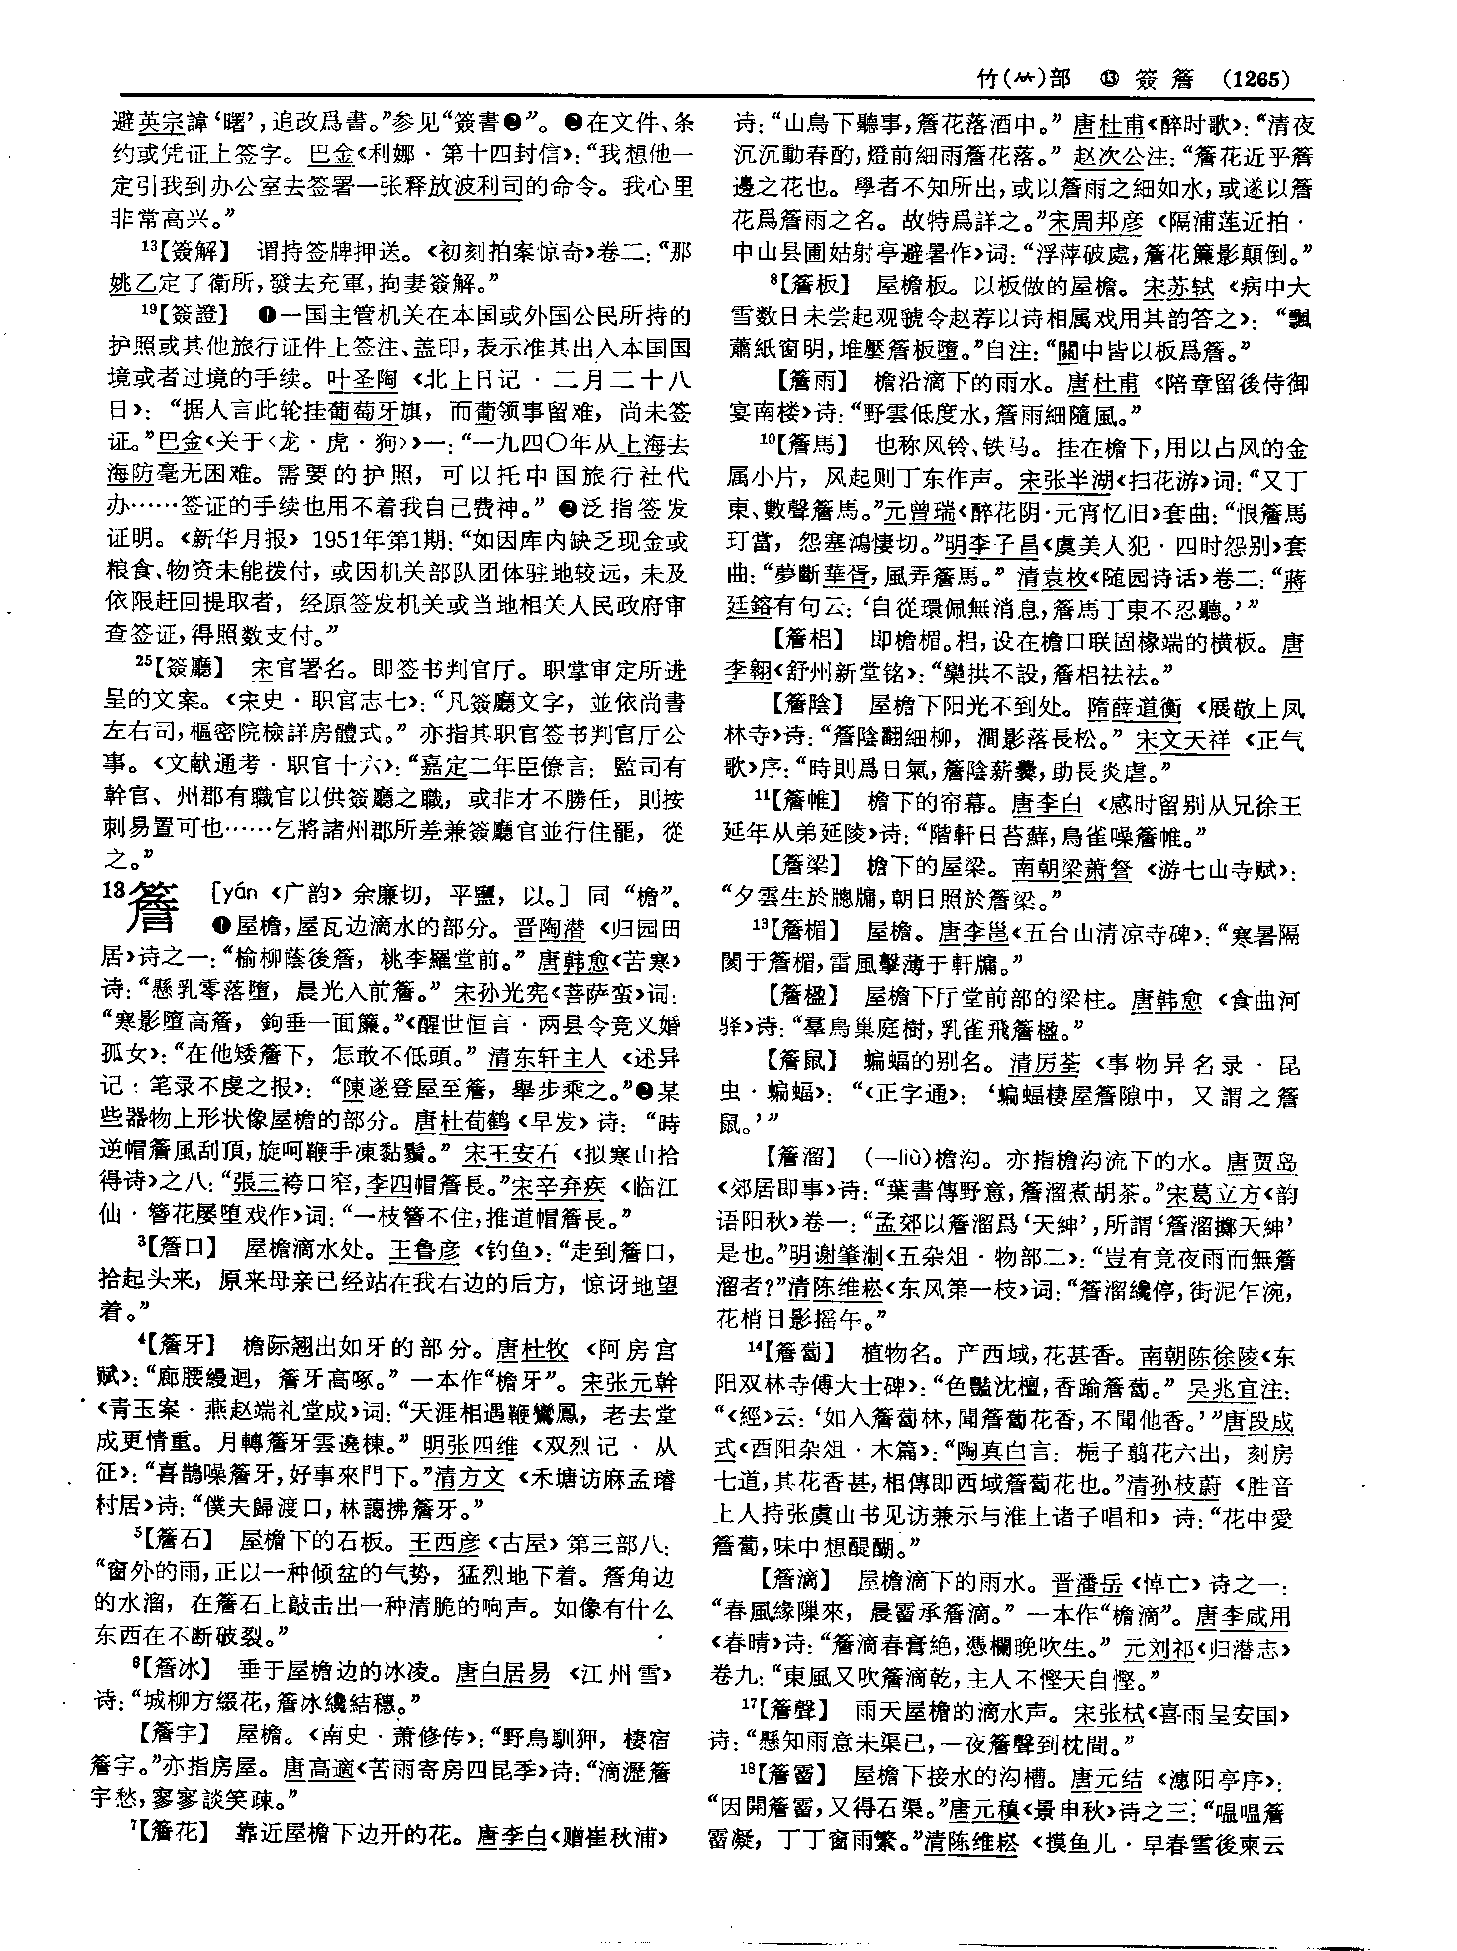 竹(⺮)部 ⑬ 簽 簷 (1265)
避英宗諱‘曙’，追改爲書。”参见“簽書❷”。❷在文件、条
约或凭证上签字。巴金《利娜·第十四封信》：“我想他一
定引我到办公室去签署一张释放波利司的命令。我心里
非常高兴。”
¹³【簽解】 谓持签牌押送。《初刻拍案惊奇》卷二：“那
姚乙定了衛所，發去充軍，拘妻簽解。”
¹⁹【簽證】 ❶一国主管机关在本国或外国公民所持的
护照或其他旅行证件上签注、盖印，表示准其出入本国国
境或者过境的手续。叶圣陶《北上日记·二月二十八
日》：“据人言此轮挂葡萄牙旗，而葡领事留难，尚未签
证。”巴金《关于〈龙·虎·狗〉》一：“一九四〇年从上海去
海防毫无困难。需要的护照，可以托中国旅行社代
办……签证的手续也用不着我自己费神。”❷泛指签发
证明。《新华月报》1951年第1期：“如因库内缺乏现金或
粮食、物资未能拨付，或因机关部队团体驻地较远，未及
依限赶回提取者，经原签发机关或当地相关人民政府审
查签证，得照数支付。”
²⁵【簽廳】 宋官署名。即签书判官厅。职掌审定所进
呈的文案。《宋史·职官志七》：“凡簽廳文字，並依尚書
左右司，樞密院檢詳房體式。”亦指其职官签书判官厅公
事。《文献通考·职官十六》：“嘉定二年臣僚言：監司有
幹官、州郡有職官以供簽廳之職，或非才不勝任，則按
刺易置可也……乞將諸州郡所差兼簽廳官並行住罷，從
之。”
¹³簷 [yán《广韵》余廉切，平鹽，以。] 同“檐”。
❶屋檐，屋瓦边滴水的部分。晋陶潜《归园田
居》诗之一：“榆柳蔭後簷，桃李羅堂前。”唐韩愈《苦寒》
诗：“懸乳零落墮，晨光入前簷。”宋孙光宪《菩萨蛮》词：
“寒影墮高簷，鉤垂一面簾。”《醒世恒言·两县令竞义婚
孤女》：“在他矮簷下，怎敢不低頭。”清东轩主人《述异
记：笔录不虔之报》：“陳遂登屋至簷，舉步乘之。”❷某
些器物上形状像屋檐的部分。唐杜荀鹤《早发》诗：“時
逆帽簷風刮頂，旋呵鞭手凍黏鬚。”宋王安石《拟寒山拾
得诗》之八：“張三袴口窄，李四帽簷長。”宋辛弃疾《临江
仙·簪花屡堕戏作》词：“一枝簪不住，推道帽簷長。”
³【簷口】 屋檐滴水处。王鲁彦《钓鱼》：“走到簷口，
拾起头来，原来母亲已经站在我右边的后方，惊讶地望
着。”
⁴【簷牙】 檐际翘出如牙的部分。唐杜牧《阿房宫
赋》：“廊腰縵迴，簷牙高啄。”一本作“檐牙”。宋张元幹
《青玉案·燕赵端礼堂成》词：“天涯相遇鞭鸞鳳，老去堂
成更情重。月轉簷牙雲遶棟。”明张四维《双烈记·从
征》：“喜鵲噪簷牙，好事來門下。”清方文《禾塘访麻孟璿
村居》诗：“僕夫歸渡口，林靄拂簷牙。”
⁵【簷石】 屋檐下的石板。王西彦《古屋》第三部八：
“窗外的雨，正以一种倾盆的气势，猛烈地下着。簷角边
的水溜，在簷石上敲击出一种清脆的响声。如像有什么
东西在不断破裂。”
⁶【簷冰】 垂于屋檐边的冰凌。唐白居易《江州雪》
诗：“城柳方綴花，簷冰纔結穗。”
【簷宇】 屋檐。《南史·萧修传》：“野鳥馴狎，棲宿
簷宇。”亦指房屋。唐高適《苦雨寄房四昆季》诗：“滴瀝簷
宇愁，寥寥談笑疎。”
⁷【簷花】 靠近屋檐下边开的花。唐李白《赠崔秋浦》
诗：“山鳥下聽事，簷花落酒中。”唐杜甫《醉时歌》：“清夜
沉沉動春酌，燈前細雨簷花落。”赵次公注：“簷花近乎簷
邊之花也。學者不知所出，或以簷雨之細如水，或遂以簷
花爲簷雨之名。故特爲詳之。”宋周邦彦《隔浦莲近拍·
中山县圃姑射亭避暑作》词：“浮萍破處，簷花簾影顛倒。”
⁸【簷板】 屋檐板。以板做的屋檐。宋苏轼《病中大
雪数日未尝起观虢令赵荐以诗相属戏用其韵答之》：“飄
蕭紙窗明，堆壓簷板墮。”自注：“關中皆以板爲簷。”
【簷雨】 檐沿滴下的雨水。唐杜甫《陪章留後侍御
宴南楼》诗：“野雲低度水，簷雨細隨風。”
¹⁰【簷馬】 也称风铃、铁马。挂在檐下，用以占风的金
属小片，风起则丁东作声。宋张半湖《扫花游》词：“又丁
東、數聲簷馬。”元曾瑞《醉花阴·元宵忆旧》套曲：“恨簷馬
玎當，怨塞鴻悽切。”明李子昌《虞美人犯·四时怨别》套
曲：“夢斷華胥，風弄簷馬。”清袁枚《随园诗话》卷二：“蔣
廷鎔有句云：‘自從環佩無消息，簷馬丁東不忍聽。’”
【簷梠】 即檐楣。梠，设在檐口联固椽端的横板。唐
李翱《舒州新堂铭》：“欒拱不設，簷梠祛祛。”
【簷陰】 屋檐下阳光不到处。隋薛道衡《展敬上凤
林寺》诗：“簷陰翻細柳，澗影落長松。”宋文天祥《正气
歌》序：“時則爲日氣，簷陰薪爨，助長炎虐。”
¹¹【簷帷】 檐下的帘幕。唐李白《感时留别从兄徐王
延年从弟延陵》诗：“階軒日苔蘚，鳥雀噪簷帷。”
【簷梁】 檐下的屋梁。南朝梁萧詧《游七山寺赋》：
“夕雲生於牕牖，朝日照於簷梁。”
¹³【簷楣】 屋檐。唐李邕《五台山清凉寺碑》：“寒暑隔
閡于簷楣，雷風擊薄于軒牖。”
【簷楹】 屋檐下厅堂前部的梁柱。唐韩愈《食曲河
驿》诗：“羣烏巢庭樹，乳雀飛簷楹。”
【簷鼠】 蝙蝠的别名。清厉荃《事物异名录·昆
虫·蝙蝠》：“《正字通》：‘蝙蝠棲屋簷隙中，又謂之簷
鼠。’”
【簷溜】 (—liù)檐沟。亦指檐沟流下的水。唐贾岛
《郊居即事》诗：“葉書傳野意，簷溜煮胡茶。”宋葛立方《韵
语阳秋》卷一：“孟郊以簷溜爲‘天紳’，所謂‘簷溜擲天紳’
是也。”明谢肇淛《五杂俎·物部二》：“豈有竟夜雨而無簷
溜者？”清陈维崧《东风第一枝》词：“簷溜纔停，街泥乍浣，
花梢日影摇午。”
¹⁴【簷蔔】 植物名。产西域，花甚香。南朝陈徐陵《东
阳双林寺傅大士碑》：“色豔沈檀，香踰簷蔔。”吴兆宜注：
“《經》云：‘如入簷蔔林，聞簷蔔花香，不聞他香。’”唐段成
式《酉阳杂俎·木篇》：“陶真白言：梔子翦花六出，刻房
七道，其花香甚，相傳即西域簷蔔花也。”清孙枝蔚《胜音
上人持张虞山书见访兼示与淮上诸子唱和》诗：“花中愛
簷蔔，味中想醍醐。”
【簷滴】 屋檐滴下的雨水。晋潘岳《悼亡》诗之一：
“春風緣隙來，晨霤承簷滴。”一本作“檐滴”。唐李咸用
《春晴》诗：“簷滴春膏絶，憑欄晚吹生。”元刘祁《归潜志》
卷九：“東風又吹簷滴乾，主人不慳天自慳。”
¹⁷【簷聲】 雨天屋檐的滴水声。宋张栻《喜雨呈安国》
诗：“懸知雨意未渠已，一夜簷聲到枕間。”
¹⁸【簷霤】 屋檐下接水的沟槽。唐元结《漶阳亭序》：
“因開簷霤，又得石渠。”唐元稹《景申秋》诗之三：“嗢嗢簷
霤凝，丁丁窗雨繁。”清陈维崧《摸鱼儿·早春雪後柬云